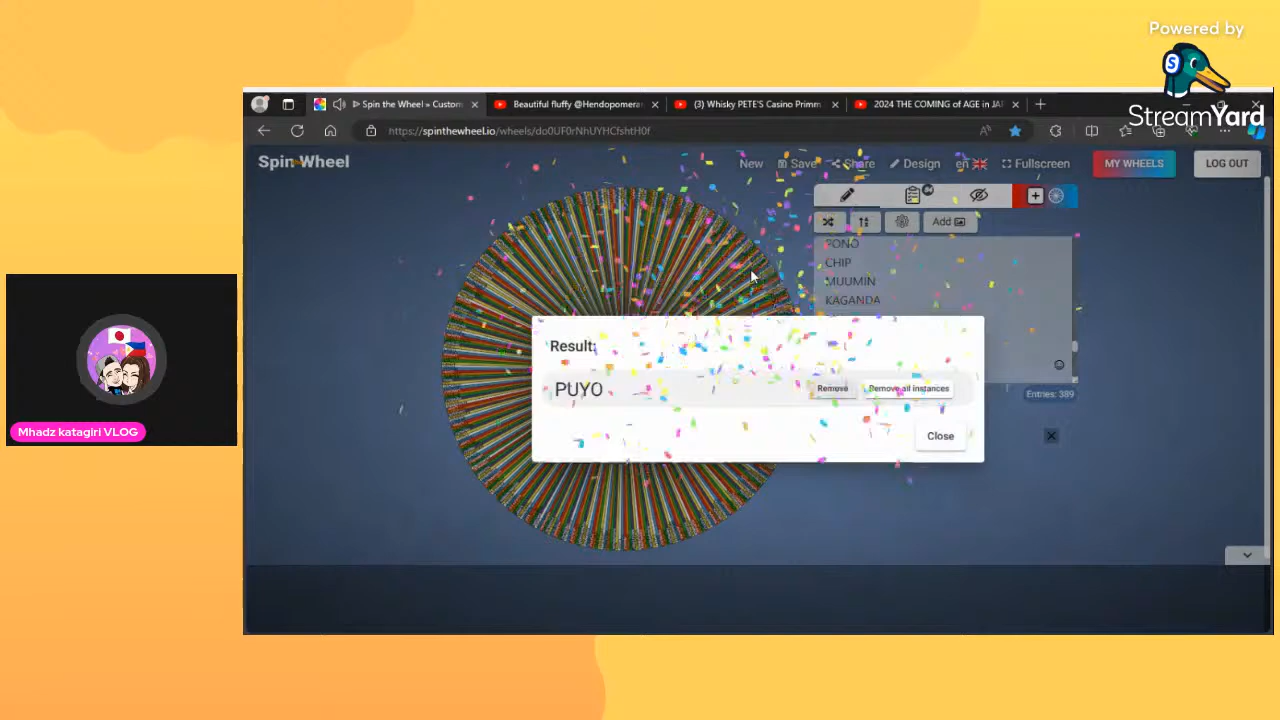 Powered by
StreamYard
Spin the Wheel = Custom
Beautiful fluffy @Hendopomera
(3) Whisky PETE'S Casino Primm
2024 THE COMING of AGE in JAP
https://spinthewheel.io/wheels/do0UF0rNhUYHCfshtH0f
Spin Wheel
New
Save
Share
Design
en
Fullscreen
MY WHEELS
LOG OUT
Add
PONO
CHIP
MUUMIN
KAGANDA
Result:
PUYO
Remove
Remove all instances
Close
Entries: 389
Mhadz katagiri VLOG